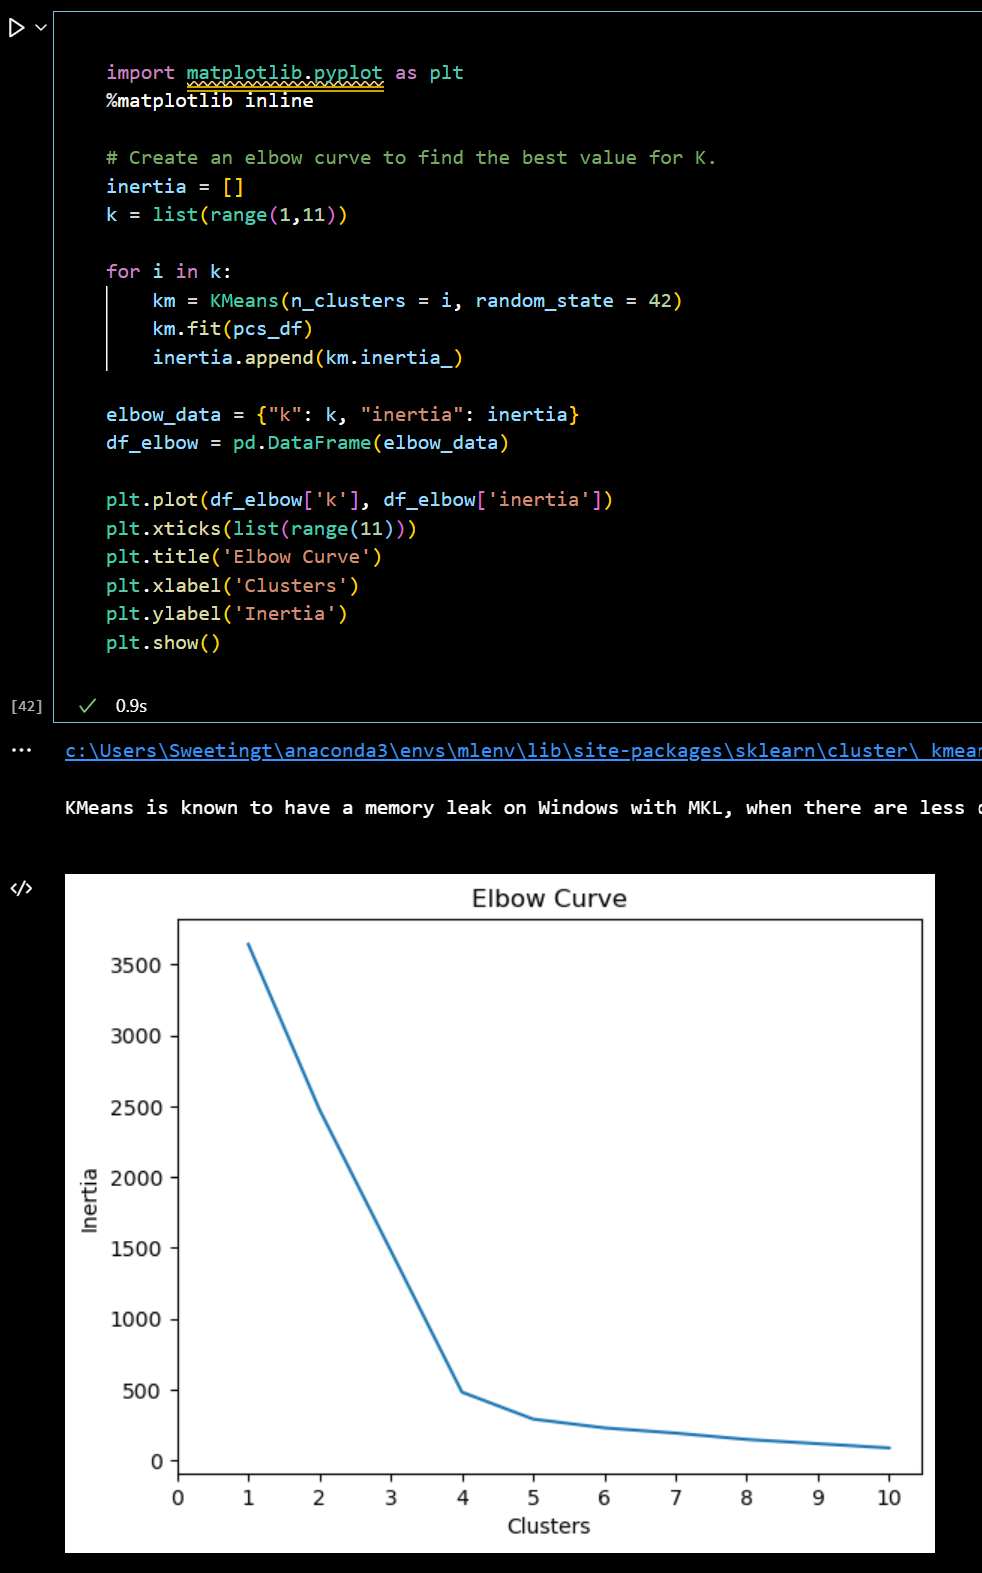 import matplotlib.pyplot as plt
%matplotlib inline
# Create an elbow curve to find the best value for K.
inertia = []
k = list(range(1,11))
for i in k:
    km = KMeans(n_clusters = i, random_state = 42)
    km.fit(pcs_df)
    inertia.append(km.inertia_)
elbow_data = {"k": k, "inertia": inertia}
df_elbow = pd.DataFrame(elbow_data)
plt.plot(df_elbow['k'], df_elbow['inertia'])
plt.xticks(list(range(11)))
plt.title('Elbow Curve')
plt.xlabel('Clusters')
plt.ylabel('Inertia')
plt.show()
[42] 0.9s
c:\Users\Sweetingt\anaconda3\envs\mlenv\lib\site-packages\sklearn\cluster\_kmean
KMeans is known to have a memory leak on Windows with MKL, when there are less
Elbow Curve
3500
3000
2500
2000
1500
1000
500
0
Inertia
0 1 2 3 4 5 6 7 8 9 10
Clusters